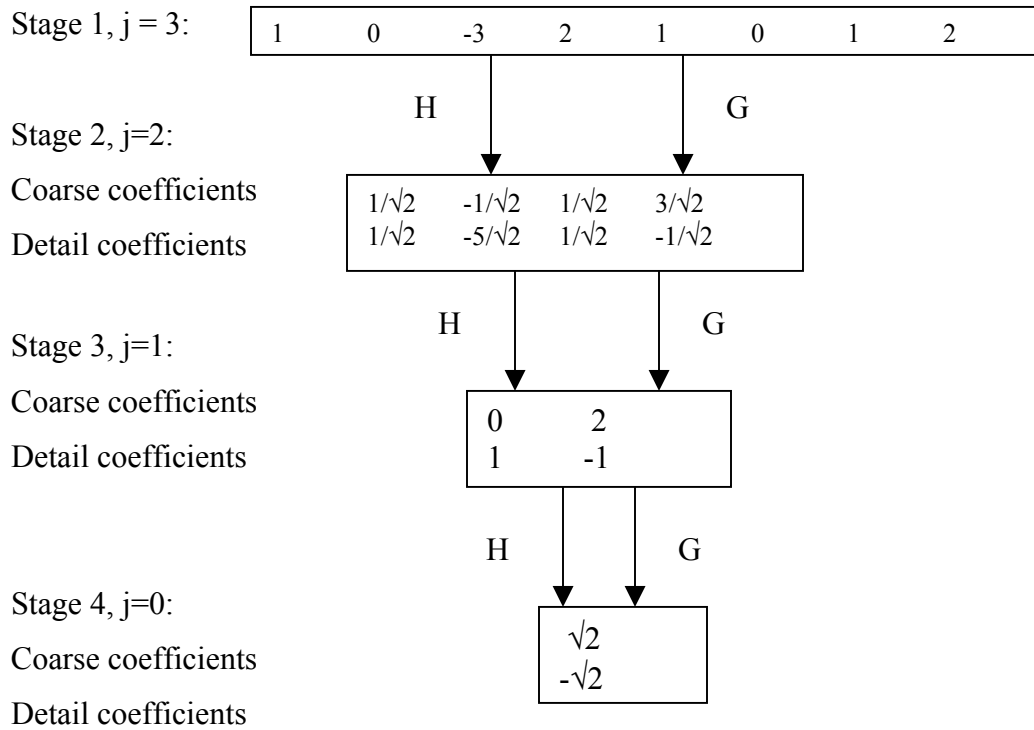 Stage 1, j = 3: 1 0 -3 2 1 0 1 2
H G
Stage 2, j=2:
Coarse coefficients 1/√2 -1/√2 1/√2 3/√2
Detail coefficients 1/√2 -5/√2 1/√2 -1/√2
H G
Stage 3, j=1:
Coarse coefficients 0 2
Detail coefficients 1 -1
H G
Stage 4, j=0:
√2
Coarse coefficients
-√2
Detail coefficients